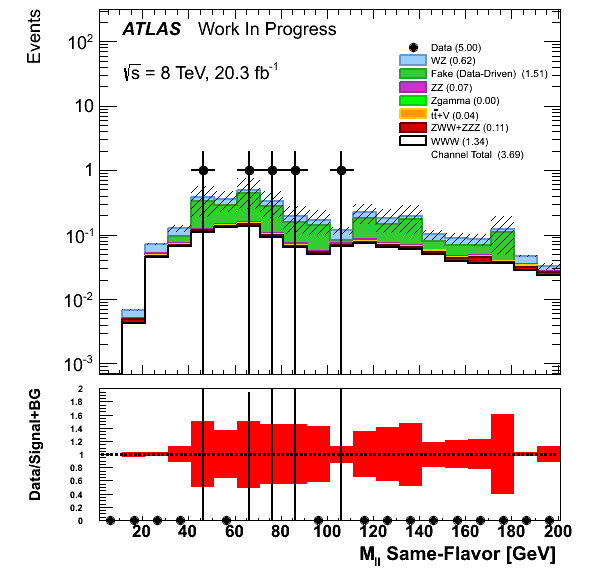 Events
ATLAS Work In Progress
√s = 8 TeV, 20.3 fb⁻¹
Data (5.00)
WZ (0.62)
Fake (Data-Driven) (1.51)
ZZ (0.07)
Zgamma (0.00)
tt̄+V (0.04)
ZWW+ZZZ (0.11)
WWW (1.34)
Channel Total (3.69)
10²
10
1
10⁻¹
10⁻²
10⁻³
Data/Signal+BG
2
1.8
1.6
1.4
1.2
1
0.8
0.6
0.4
0.2
0
20 40 60 80 100 120 140 160 180 200
M_ll Same-Flavor [GeV]